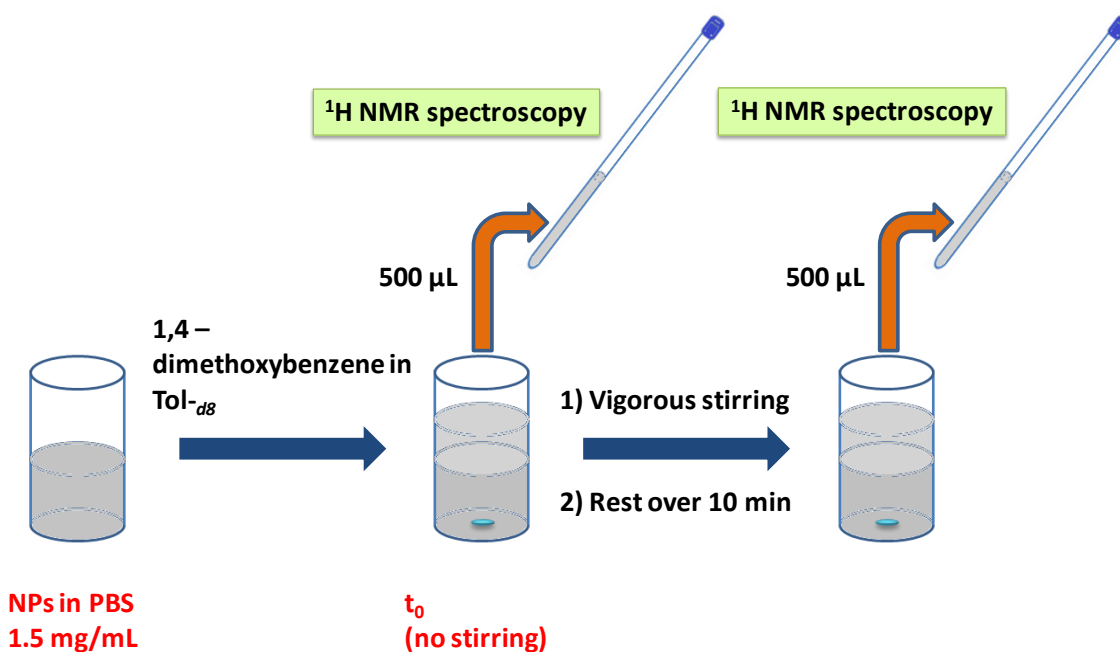 ¹H NMR spectroscopy
¹H NMR spectroscopy
500 µL
500 µL
1,4 –
dimethoxybenzene in
Tol-d8
1) Vigorous stirring
2) Rest over 10 min
NPs in PBS
1.5 mg/mL
t₀
(no stirring)